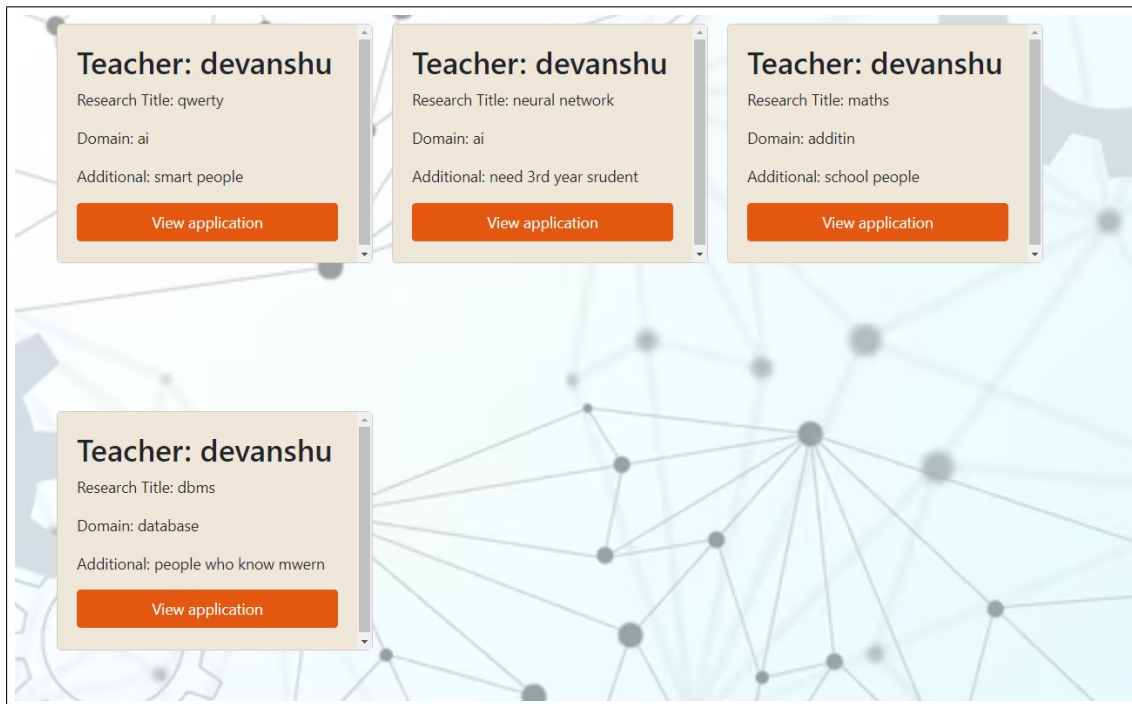 Teacher: devanshu
Research Title: qwerty
Domain: ai
Additional: smart people
View application
Teacher: devanshu
Research Title: neural network
Domain: ai
Additional: need 3rd year srudent
View application
Teacher: devanshu
Research Title: maths
Domain: additin
Additional: school people
View application
Teacher: devanshu
Research Title: dbms
Domain: database
Additional: people who know mwern
View application